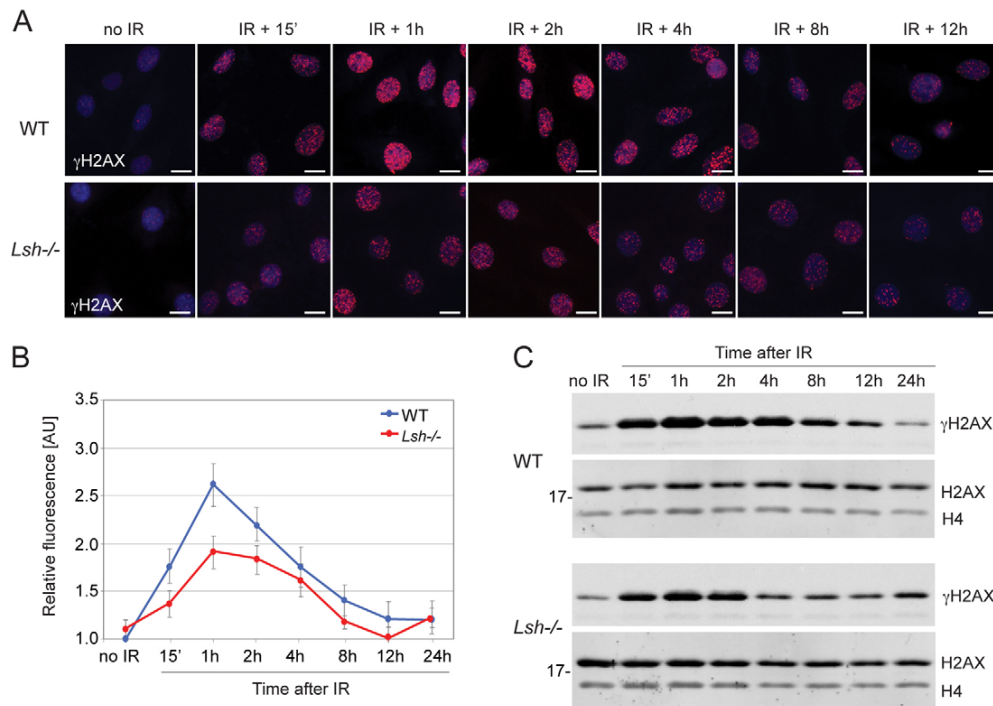 A
no IR IR + 15' IR + 1h IR + 2h IR + 4h IR + 8h IR + 12h
WT
γH2AX
Lsh-/-
γH2AX
B
3.5
3.0
2.5
2.0
1.5
1.0
Relative fluorescence [AU]
WT
Lsh-/-
no IR 15' 1h 2h 4h 8h 12h 24h
Time after IR
C
Time after IR
no IR 15' 1h 2h 4h 8h 12h 24h
WT
γH2AX
17-
H2AX
H4
Lsh-/-
γH2AX
17-
H2AX
H4